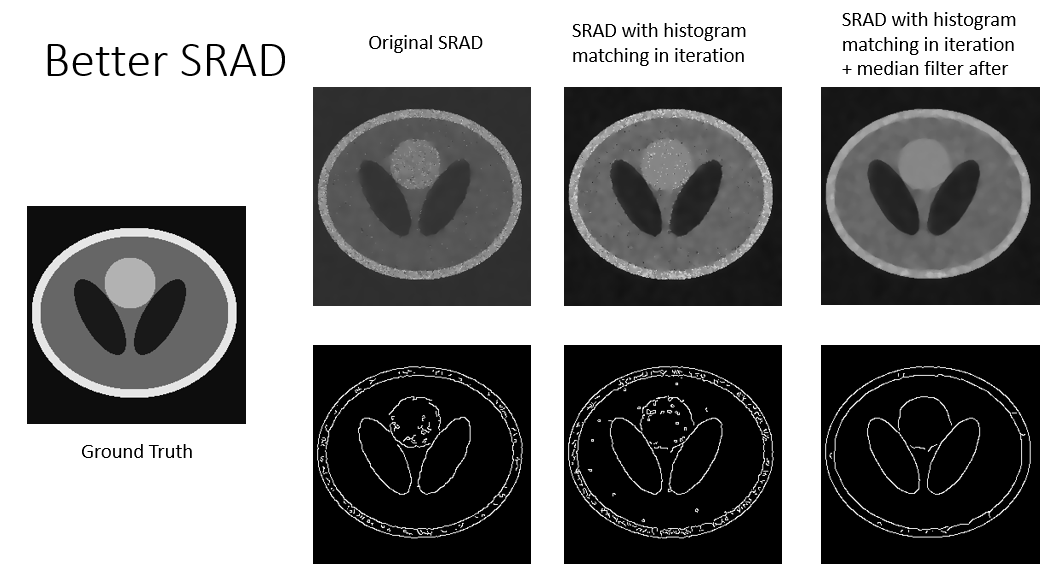 Better SRAD
Original SRAD
SRAD with histogram
matching in iteration
SRAD with histogram
matching in iteration
+ median filter after
Ground Truth